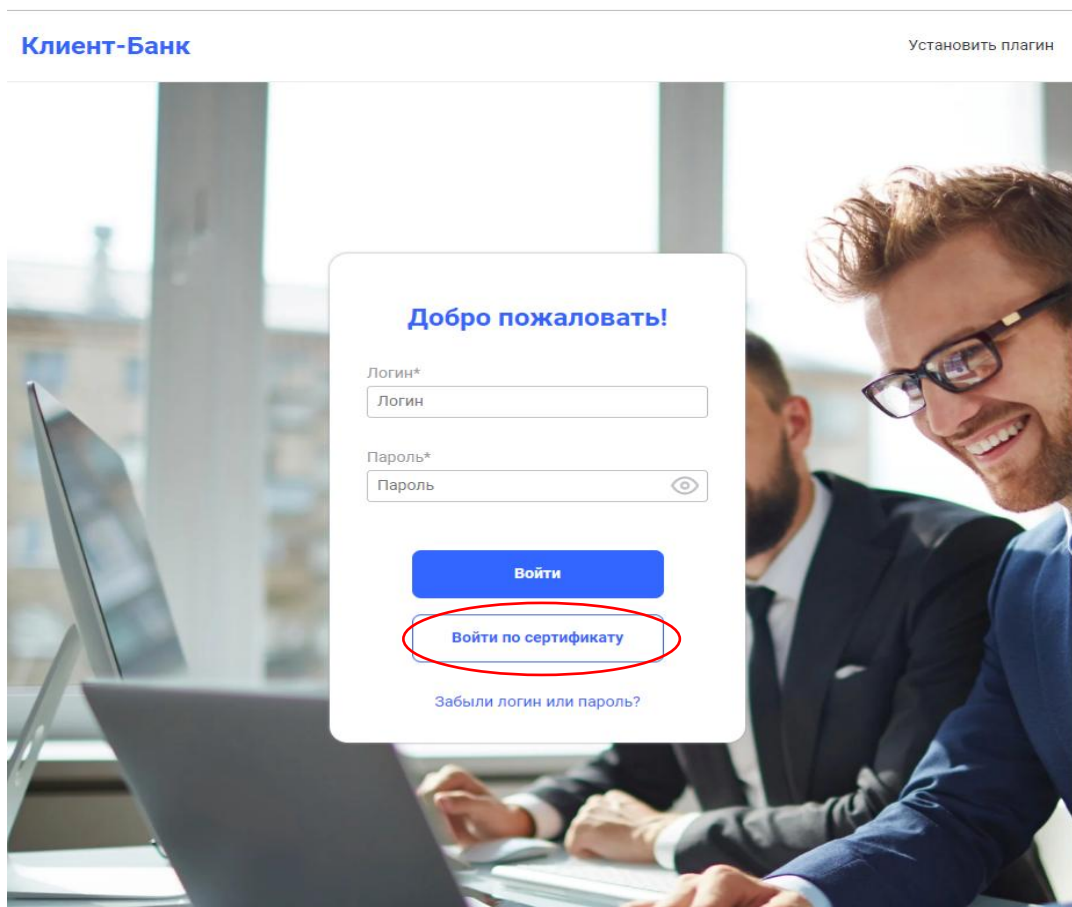 Клиент-Банк
Установить плагин
Добро пожаловать!
Логин*
Логин
Пароль*
Пароль
Войти
Войти по сертификату
Забыли логин или пароль?